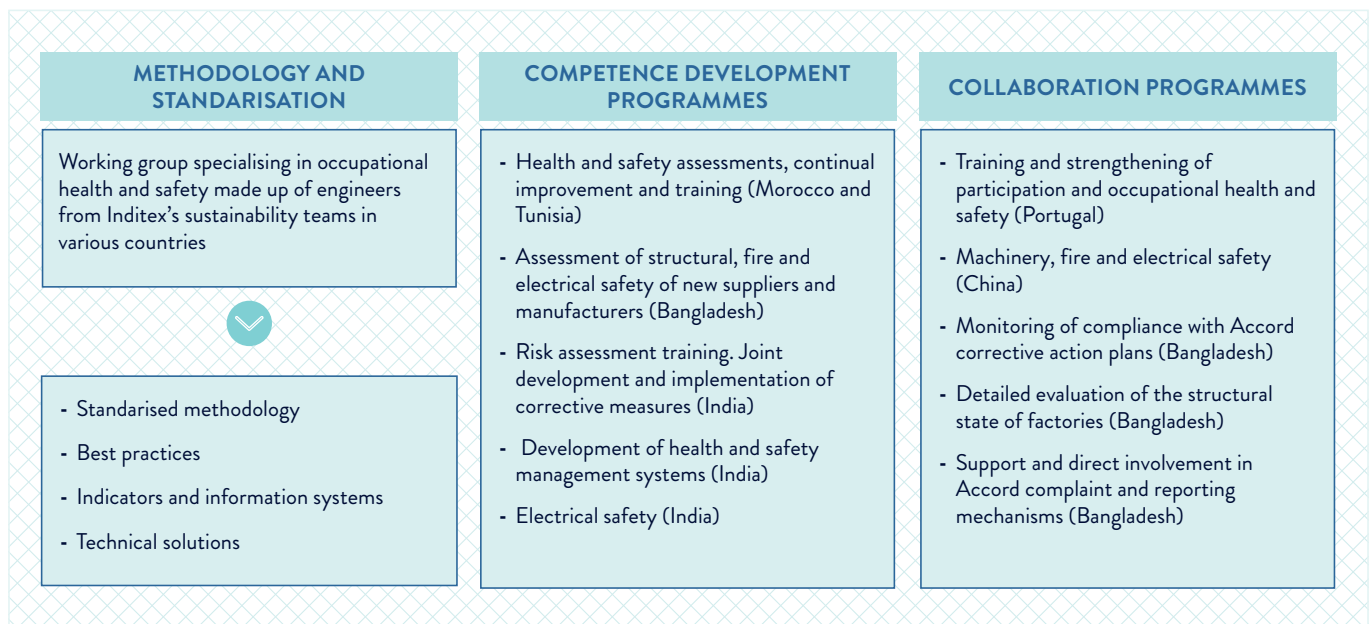 METHODOLOGY AND
STANDARISATION
Working group specialising in occupational
health and safety made up of engineers
from Inditex's sustainability teams in
various countries
- Standarised methodology
- Best practices
- Indicators and information systems
- Technical solutions
COMPETENCE DEVELOPMENT
PROGRAMMES
- Health and safety assessments, continual
improvement and training (Morocco and
Tunisia)
- Assessment of structural, fire and
electrical safety of new suppliers and
manufacturers (Bangladesh)
- Risk assessment training. Joint
development and implementation of
corrective measures (India)
- Development of health and safety
management systems (India)
- Electrical safety (India)
COLLABORATION PROGRAMMES
- Training and strengthening of
participation and occupational health and
safety (Portugal)
- Machinery, fire and electrical safety
(China)
- Monitoring of compliance with Accord
corrective action plans (Bangladesh)
- Detailed evaluation of the structural
state of factories (Bangladesh)
- Support and direct involvement in
Accord complaint and reporting
mechanisms (Bangladesh)